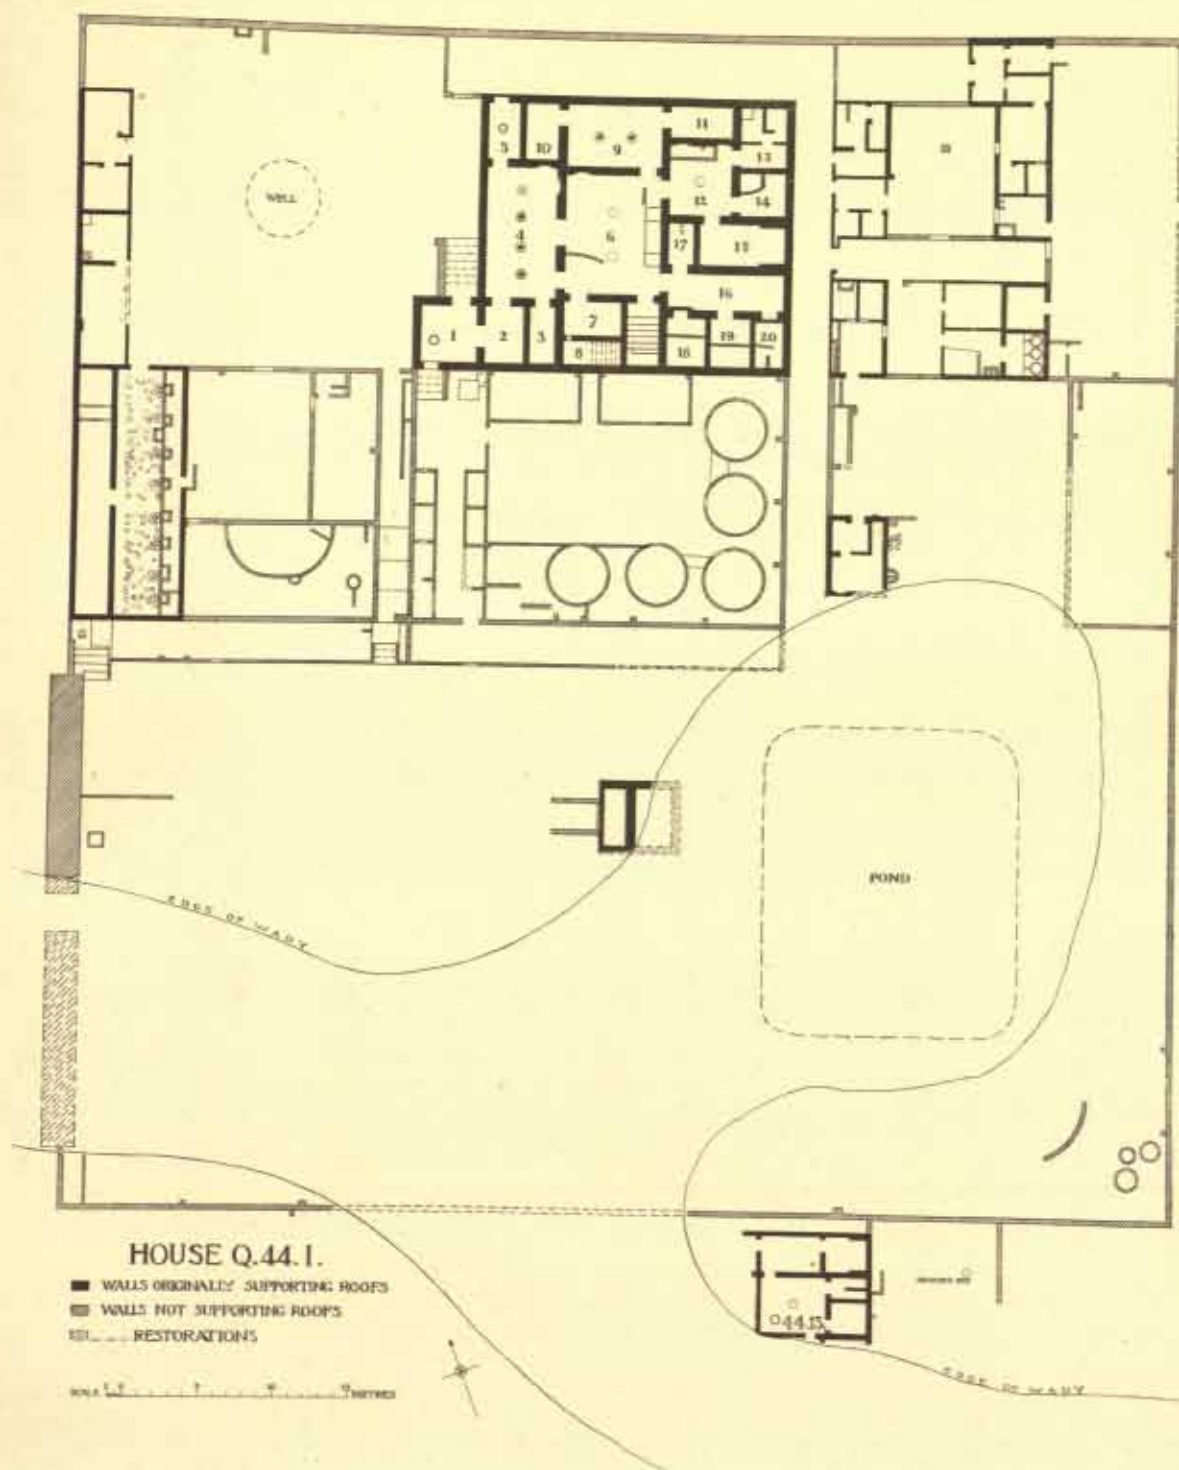 WELL
5
10
9
11
13
12
14
4
6
17
15
16
1
2
3
7
8
18
19
20
POND
EDGE OF WADY
HOUSE Q.44.1.
WALLS ORIGINALLY SUPPORTING ROOFS
WALLS NOT SUPPORTING ROOFS
RESTORATIONS
SCALE
METRES
44.13
EDGE OF WADY